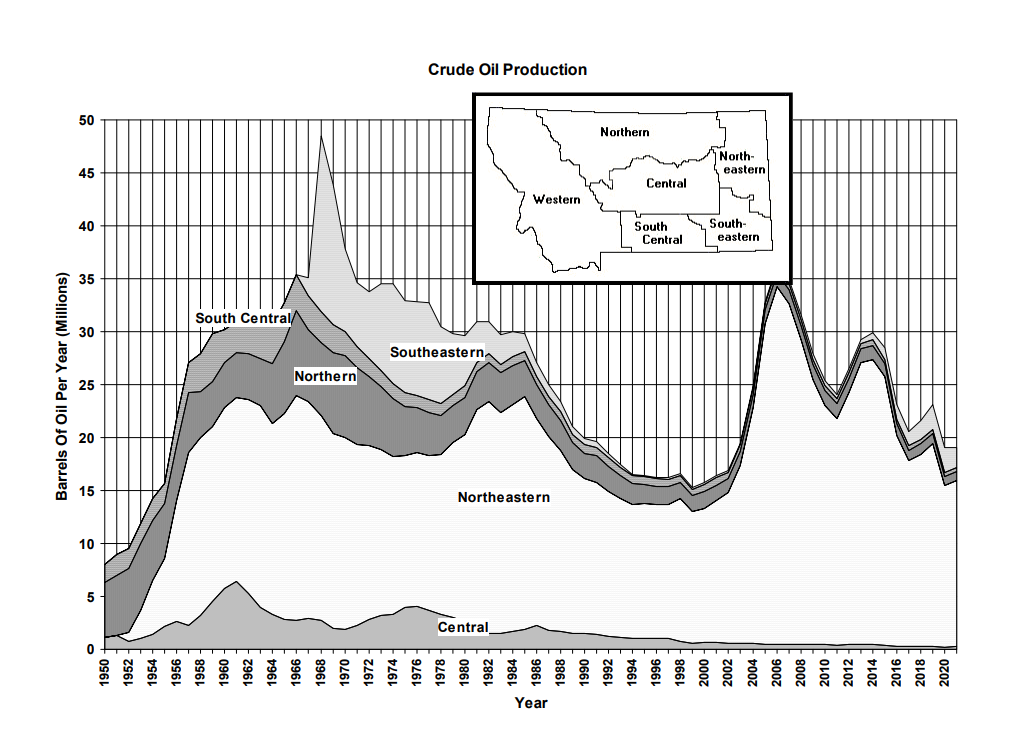 Crude Oil Production
Barrels Of Oil Per Year (Millions)
50
45
40
35
30
25
20
15
10
5
0
Northern
North-
eastern
Central
Western
South
Central
South-
eastern
South Central
Southeastern
Northern
Northeastern
Central
1950
1952
1954
1956
1958
1960
1962
1964
1966
1968
1970
1972
1974
1976
1978
1980
1982
1984
1986
1988
1990
1992
1994
1996
1998
2000
2002
2004
2006
2008
2010
2012
2014
2016
2018
2020
Year